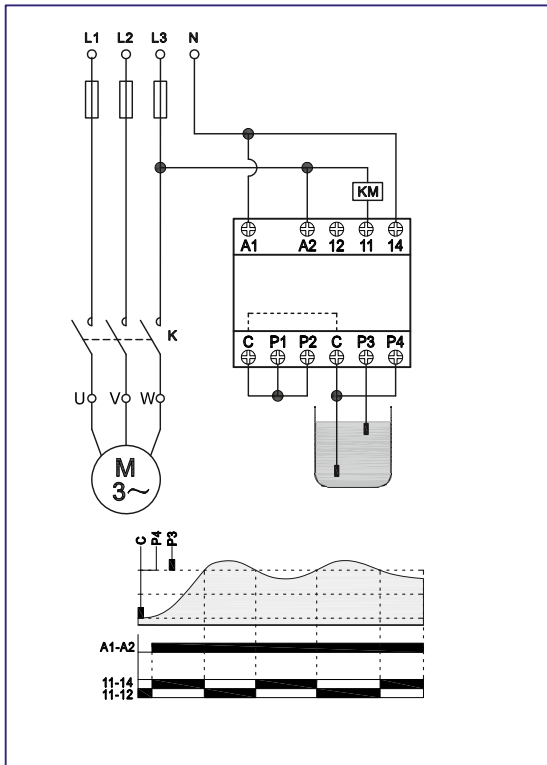 L1 L2 L3 N
KM
A1 A2 12 11 14
C P1 P2 C P3 P4
K
U V W
M
3~
C P4 P3
A1-A2
11-14
11-12